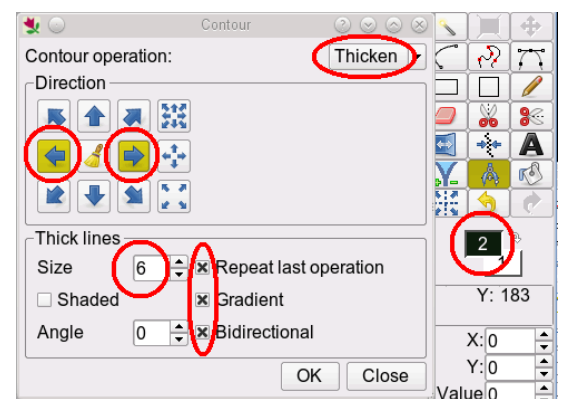 Contour
Contour operation: Thicken
Direction
Thick lines
Size 6 Repeat last operation
Shaded Gradient
Angle 0 Bidirectional
OK Close
A
2
1
Y: 183
X: 0
Y: 0
Value 0